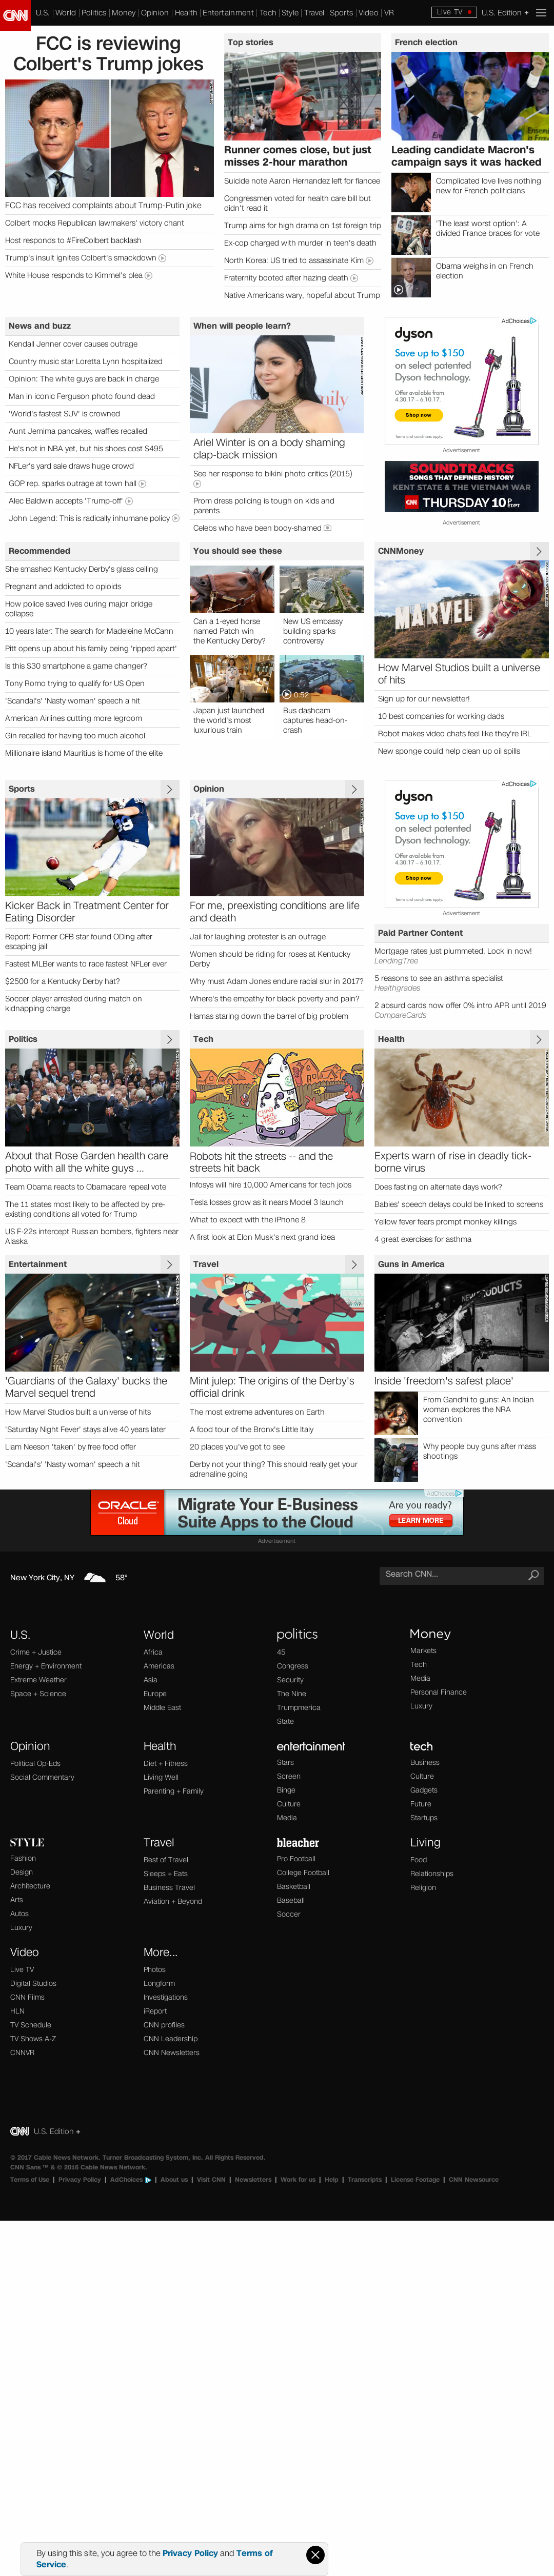 CNN
U.S. | World | Politics | Money | Opinion | Health | Entertainment | Tech | Style | Travel | Sports | Video | VR
Live TV
U.S. Edition +
FCC is reviewing
Colbert's Trump jokes
FCC has received complaints about Trump-Putin joke
Colbert mocks Republican lawmakers' victory chant
Host responds to #FireColbert backlash
Trump's insult ignites Colbert's smackdown
White House responds to Kimmel's plea
Top stories
Runner comes close, but just
misses 2-hour marathon
Suicide note Aaron Hernandez left for fiancee
Congressmen voted for health care bill but
didn't read it
Trump aims for high drama on 1st foreign trip
Ex-cop charged with murder in teen's death
North Korea: US tried to assassinate Kim
Fraternity booted after hazing death
Native Americans wary, hopeful about Trump
French election
Leading candidate Macron's
campaign says it was hacked
Complicated love lives nothing
new for French politicians
'The least worst option': A
divided France braces for vote
Obama weighs in on French
election
News and buzz
Kendall Jenner cover causes outrage
Country music star Loretta Lynn hospitalized
Opinion: The white guys are back in charge
Man in iconic Ferguson photo found dead
'World's fastest SUV' is crowned
Aunt Jemima pancakes, waffles recalled
He's not in NBA yet, but his shoes cost $495
NFLer's yard sale draws huge crowd
GOP rep. sparks outrage at town hall
Alec Baldwin accepts 'Trump-off'
John Legend: This is radically inhumane policy
When will people learn?
Ariel Winter is on a body shaming
clap-back mission
See her response to bikini photo critics (2015)
Prom dress policing is tough on kids and
parents
Celebs who have been body-shamed
AdChoices
dyson
Save up to $150
on select patented
Dyson technology.
Offer available from
4.30.17 – 6.10.17.
Shop now
Terms and conditions apply.
Advertisement
SOUNDTRACKS
SONGS THAT DEFINED HISTORY
KENT STATE & THE VIETNAM WAR
CNN THURSDAY 10P ET/PT
Advertisement
Recommended
She smashed Kentucky Derby's glass ceiling
Pregnant and addicted to opioids
How police saved lives during major bridge
collapse
10 years later: The search for Madeleine McCann
Pitt opens up about his family being 'ripped apart'
Is this $30 smartphone a game changer?
Tony Romo trying to qualify for US Open
'Scandal's' 'Nasty woman' speech a hit
American Airlines cutting more legroom
Gin recalled for having too much alcohol
Millionaire island Mauritius is home of the elite
You should see these
Can a 1-eyed horse
named Patch win
the Kentucky Derby?
New US embassy
building sparks
controversy
0:52
Japan just launched
the world's most
luxurious train
Bus dashcam
captures head-on-
crash
CNNMoney
MARVEL
How Marvel Studios built a universe
of hits
Sign up for our newsletter!
10 best companies for working dads
Robot makes video chats feel like they're IRL
New sponge could help clean up oil spills
Sports
Kicker Back in Treatment Center for
Eating Disorder
Report: Former CFB star found ODing after
escaping jail
Fastest MLBer wants to race fastest NFLer ever
$2500 for a Kentucky Derby hat?
Soccer player arrested during match on
kidnapping charge
Opinion
For me, preexisting conditions are life
and death
Jail for laughing protester is an outrage
Women should be riding for roses at Kentucky
Derby
Why must Adam Jones endure racial slur in 2017?
Where's the empathy for black poverty and pain?
Hamas staring down the barrel of big problem
AdChoices
dyson
Save up to $150
on select patented
Dyson technology.
Offer available from
4.30.17 – 6.10.17.
Shop now
Terms and conditions apply.
Advertisement
Paid Partner Content
Mortgage rates just plummeted. Lock in now!
LendingTree
5 reasons to see an asthma specialist
Healthgrades
2 absurd cards now offer 0% intro APR until 2019
CompareCards
Politics
About that Rose Garden health care
photo with all the white guys ...
Team Obama reacts to Obamacare repeal vote
The 11 states most likely to be affected by pre-
existing conditions all voted for Trump
US F-22s intercept Russian bombers, fighters near
Alaska
Tech
Robots hit the streets -- and the
streets hit back
Infosys will hire 10,000 Americans for tech jobs
Tesla losses grow as it nears Model 3 launch
What to expect with the iPhone 8
A first look at Elon Musk's next grand idea
Health
Experts warn of rise in deadly tick-
borne virus
Does fasting on alternate days work?
Babies' speech delays could be linked to screens
Yellow fever fears prompt monkey killings
4 great exercises for asthma
Entertainment
'Guardians of the Galaxy' bucks the
Marvel sequel trend
How Marvel Studios built a universe of hits
'Saturday Night Fever' stays alive 40 years later
Liam Neeson 'taken' by free food offer
'Scandal's' 'Nasty woman' speech a hit
Travel
Mint julep: The origins of the Derby's
official drink
The most extreme adventures on Earth
A food tour of the Bronx's Little Italy
20 places you've got to see
Derby not your thing? This should really get your
adrenaline going
Guns in America
Inside 'freedom's safest place'
From Gandhi to guns: An Indian
woman explores the NRA
convention
Why people buy guns after mass
shootings
ORACLE
Cloud
Migrate Your E-Business
Suite Apps to the Cloud
AdChoices
Are you ready?
LEARN MORE
Advertisement
New York City, NY
58°
Search CNN...
U.S.
Crime + Justice
Energy + Environment
Extreme Weather
Space + Science
World
Africa
Americas
Asia
Europe
Middle East
politics
45
Congress
Security
The Nine
Trumpmerica
State
Money
Markets
Tech
Media
Personal Finance
Luxury
Opinion
Political Op-Eds
Social Commentary
Health
Diet + Fitness
Living Well
Parenting + Family
entertainment
Stars
Screen
Binge
Culture
Media
tech
Business
Culture
Gadgets
Future
Startups
STYLE
Fashion
Design
Architecture
Arts
Autos
Luxury
Travel
Best of Travel
Sleeps + Eats
Business Travel
Aviation + Beyond
bleacher
Pro Football
College Football
Basketball
Baseball
Soccer
Living
Food
Relationships
Religion
Video
Live TV
Digital Studios
CNN Films
HLN
TV Schedule
TV Shows A-Z
CNNVR
More...
Photos
Longform
Investigations
iReport
CNN profiles
CNN Leadership
CNN Newsletters
CNN U.S. Edition +
© 2017 Cable News Network. Turner Broadcasting System, Inc. All Rights Reserved.
CNN Sans ™ & © 2016 Cable News Network.
Terms of Use | Privacy Policy | AdChoices | About us | Visit CNN | Newsletters | Work for us | Help | Transcripts | License Footage | CNN Newsource
By using this site, you agree to the Privacy Policy and Terms of
Service.